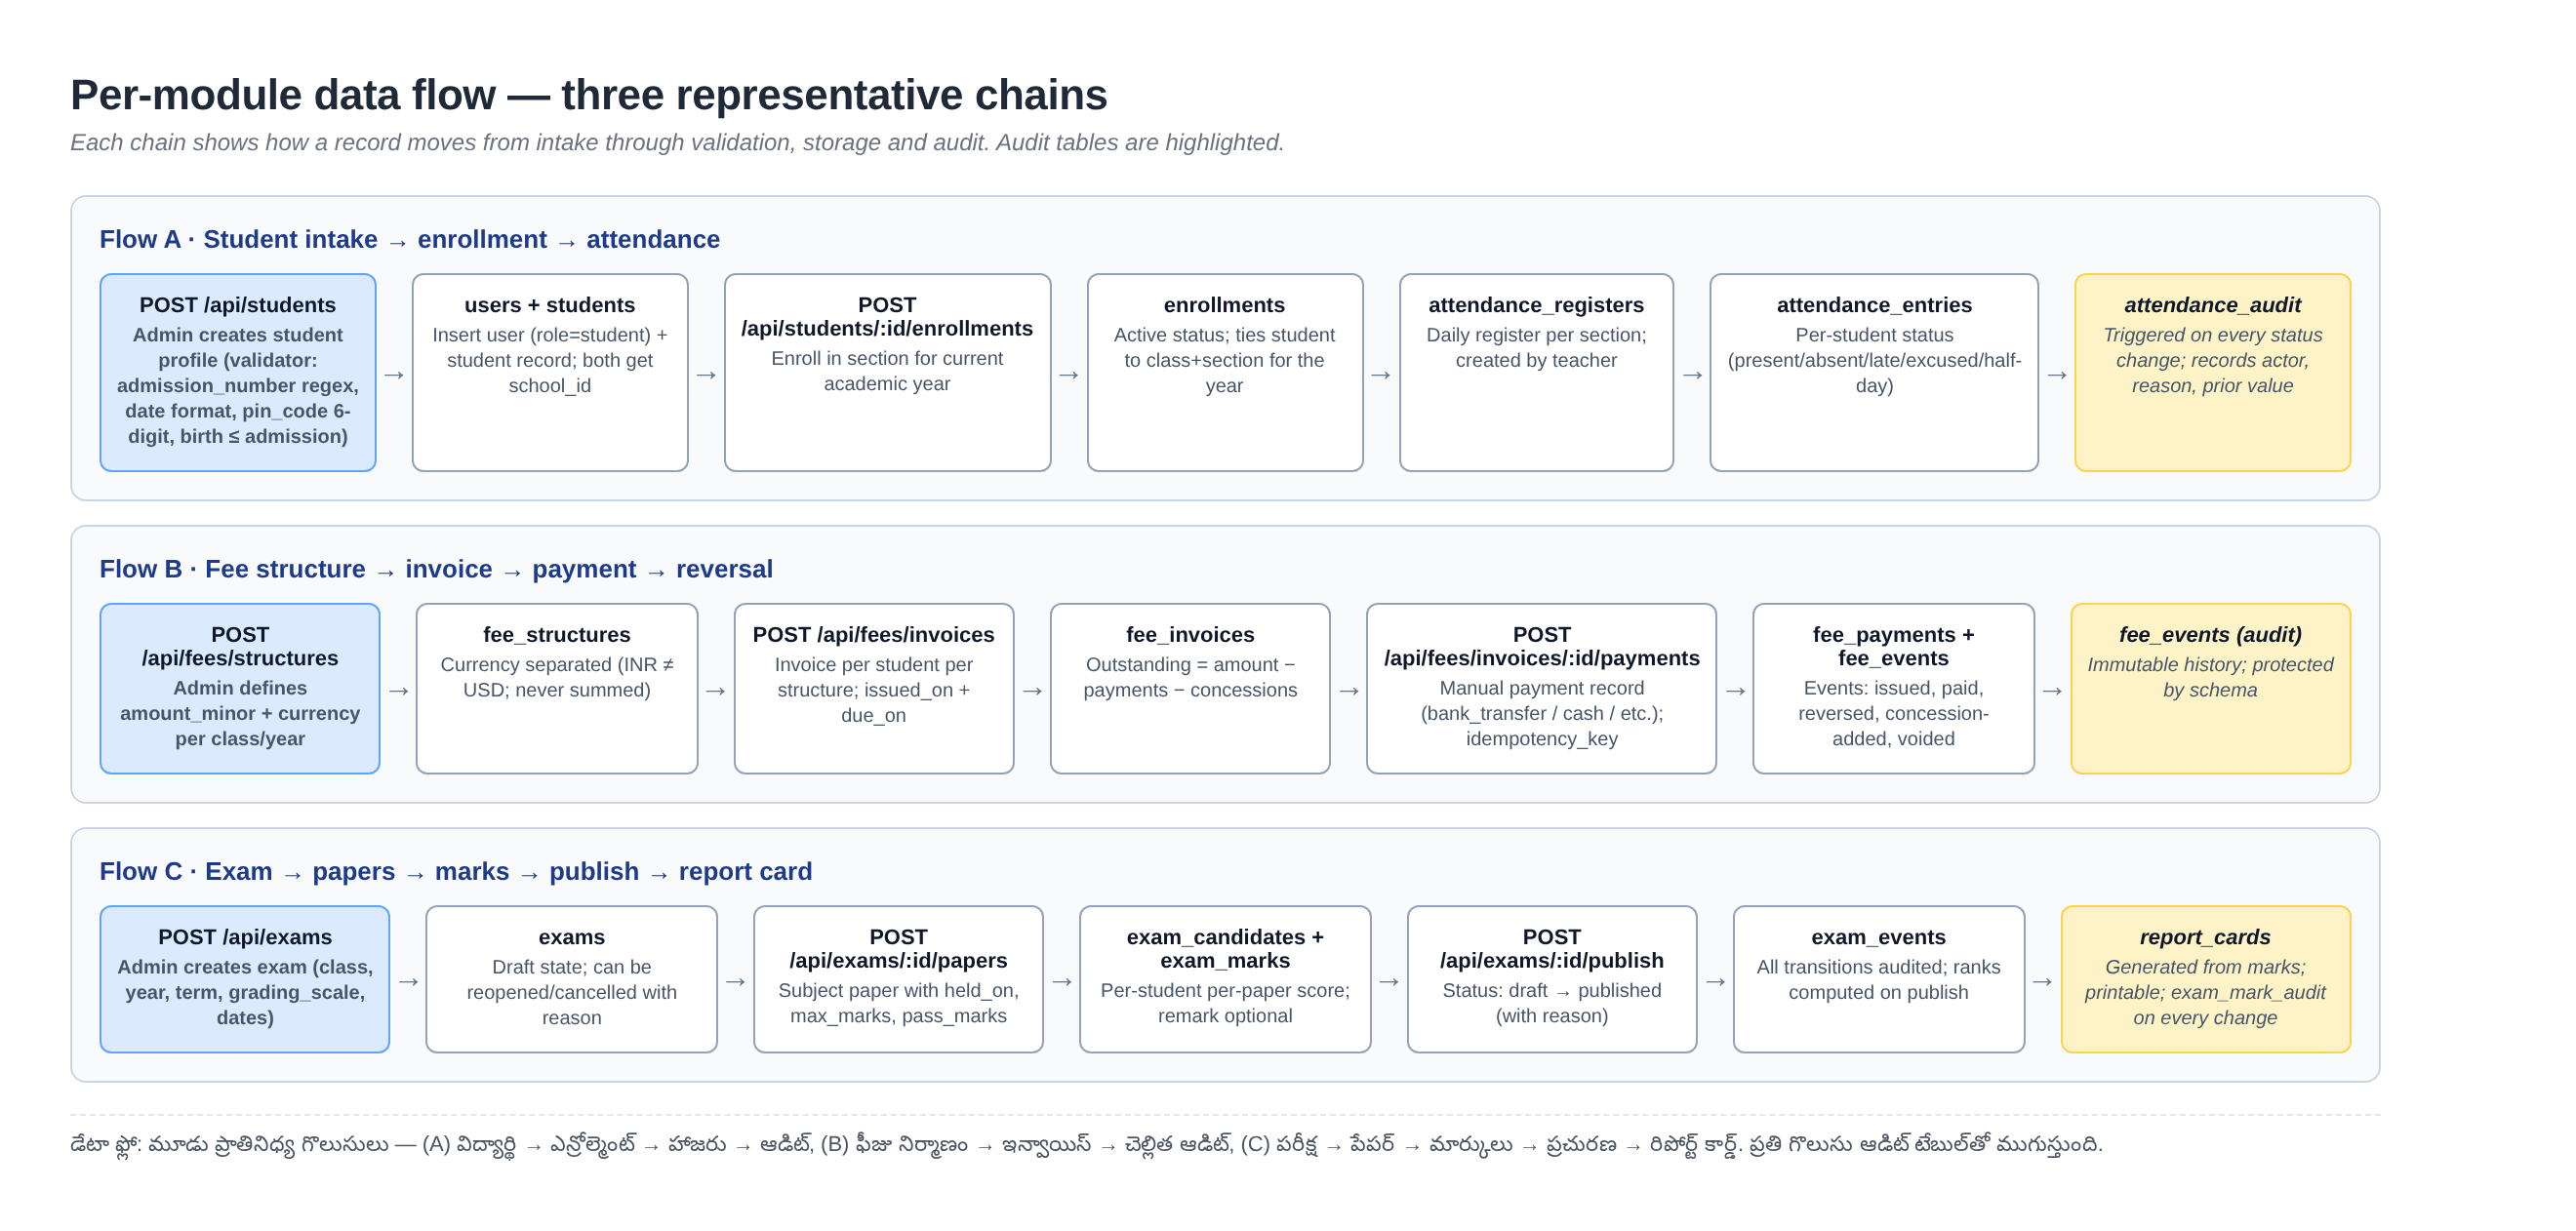 Per-module data flow — three representative chains
Each chain shows how a record moves from intake through validation, storage and audit. Audit tables are highlighted.
Flow A · Student intake → enrollment → attendance
POST /api/students
Admin creates student
profile (validator:
admission_number regex,
date format, pin_code 6-
digit, birth ≤ admission)
→
users + students
Insert user (role=student) +
student record; both get
school_id
→
POST
/api/students/:id/enrollments
Enroll in section for current
academic year
→
enrollments
Active status; ties student
to class+section for the
year
→
attendance_registers
Daily register per section;
created by teacher
→
attendance_entries
Per-student status
(present/absent/late/excused/half-
day)
→
attendance_audit
Triggered on every status
change; records actor,
reason, prior value
Flow B · Fee structure → invoice → payment → reversal
POST
/api/fees/structures
Admin defines
amount_minor + currency
per class/year
→
fee_structures
Currency separated (INR ≠
USD; never summed)
→
POST /api/fees/invoices
Invoice per student per
structure; issued_on +
due_on
→
fee_invoices
Outstanding = amount −
payments − concessions
→
POST
/api/fees/invoices/:id/payments
Manual payment record
(bank_transfer / cash / etc.);
idempotency_key
→
fee_payments +
fee_events
Events: issued, paid,
reversed, concession-
added, voided
→
fee_events (audit)
Immutable history; protected
by schema
Flow C · Exam → papers → marks → publish → report card
POST /api/exams
Admin creates exam (class,
year, term, grading_scale,
dates)
→
exams
Draft state; can be
reopened/cancelled with
reason
→
POST
/api/exams/:id/papers
Subject paper with held_on,
max_marks, pass_marks
→
exam_candidates +
exam_marks
Per-student per-paper score;
remark optional
→
POST
/api/exams/:id/publish
Status: draft → published
(with reason)
→
exam_events
All transitions audited; ranks
computed on publish
→
report_cards
Generated from marks;
printable; exam_mark_audit
on every change
డేటా ఫ్లో: మూడు ప్రాతినిధ్య గొలుసులు — (A) విద్యార్థి → ఎన్రోల్మెంట్ → హాజరు → ఆడిట్, (B) ఫీజు నిర్మాణం → ఇన్వాయిస్ → చెల్లిత ఆడిట్, (C) పరీక్ష → పేపర్ → మార్కులు → ప్రచురణ → రిపోర్ట్ కార్డ్. ప్రతి గొలుసు ఆడిట్ టేబుల్‌తో ముగుస్తుంది.